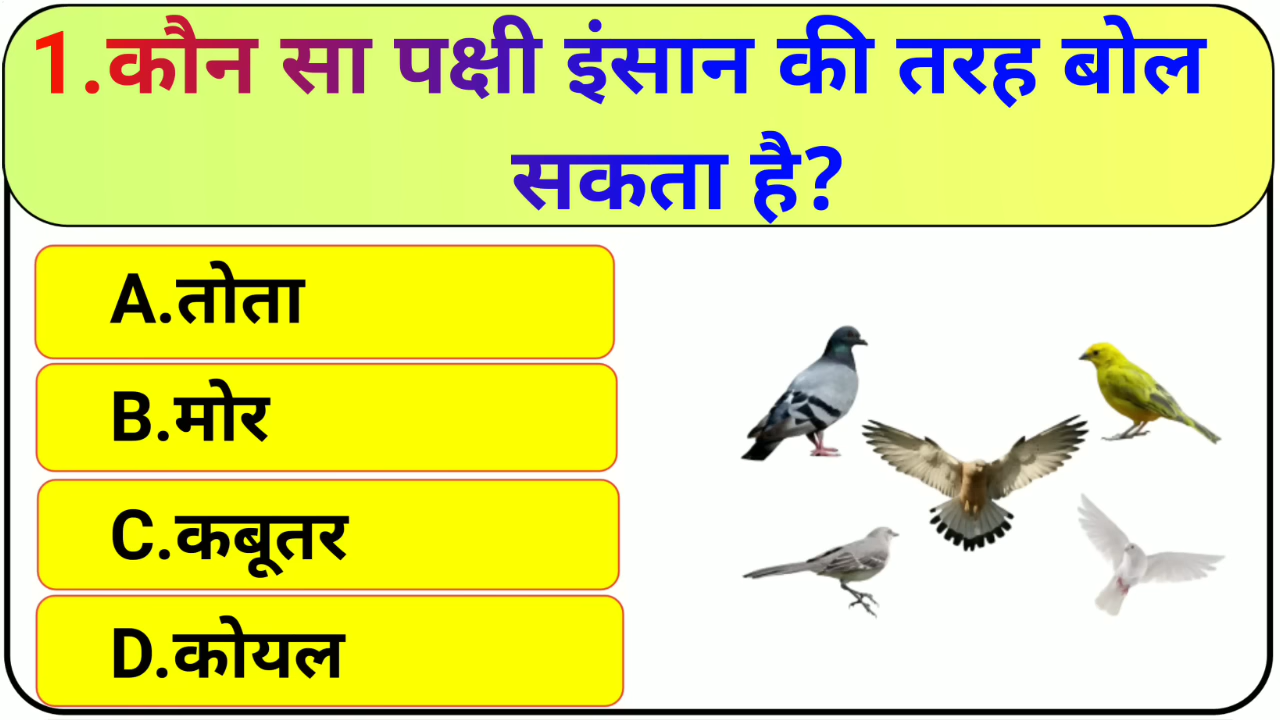 1.कौन सा पक्षी इंसान की तरह बोल
सकता है?
A.तोता
B.मोर
C.कबूतर
D.कोयल